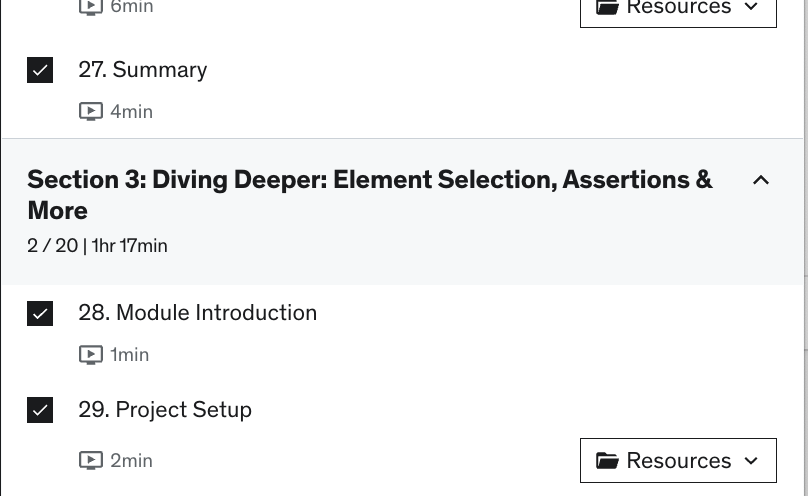 6min
Resources
27. Summary
4min
Section 3: Diving Deeper: Element Selection, Assertions &
More
2 / 20 | 1hr 17min
28. Module Introduction
1min
29. Project Setup
2min
Resources